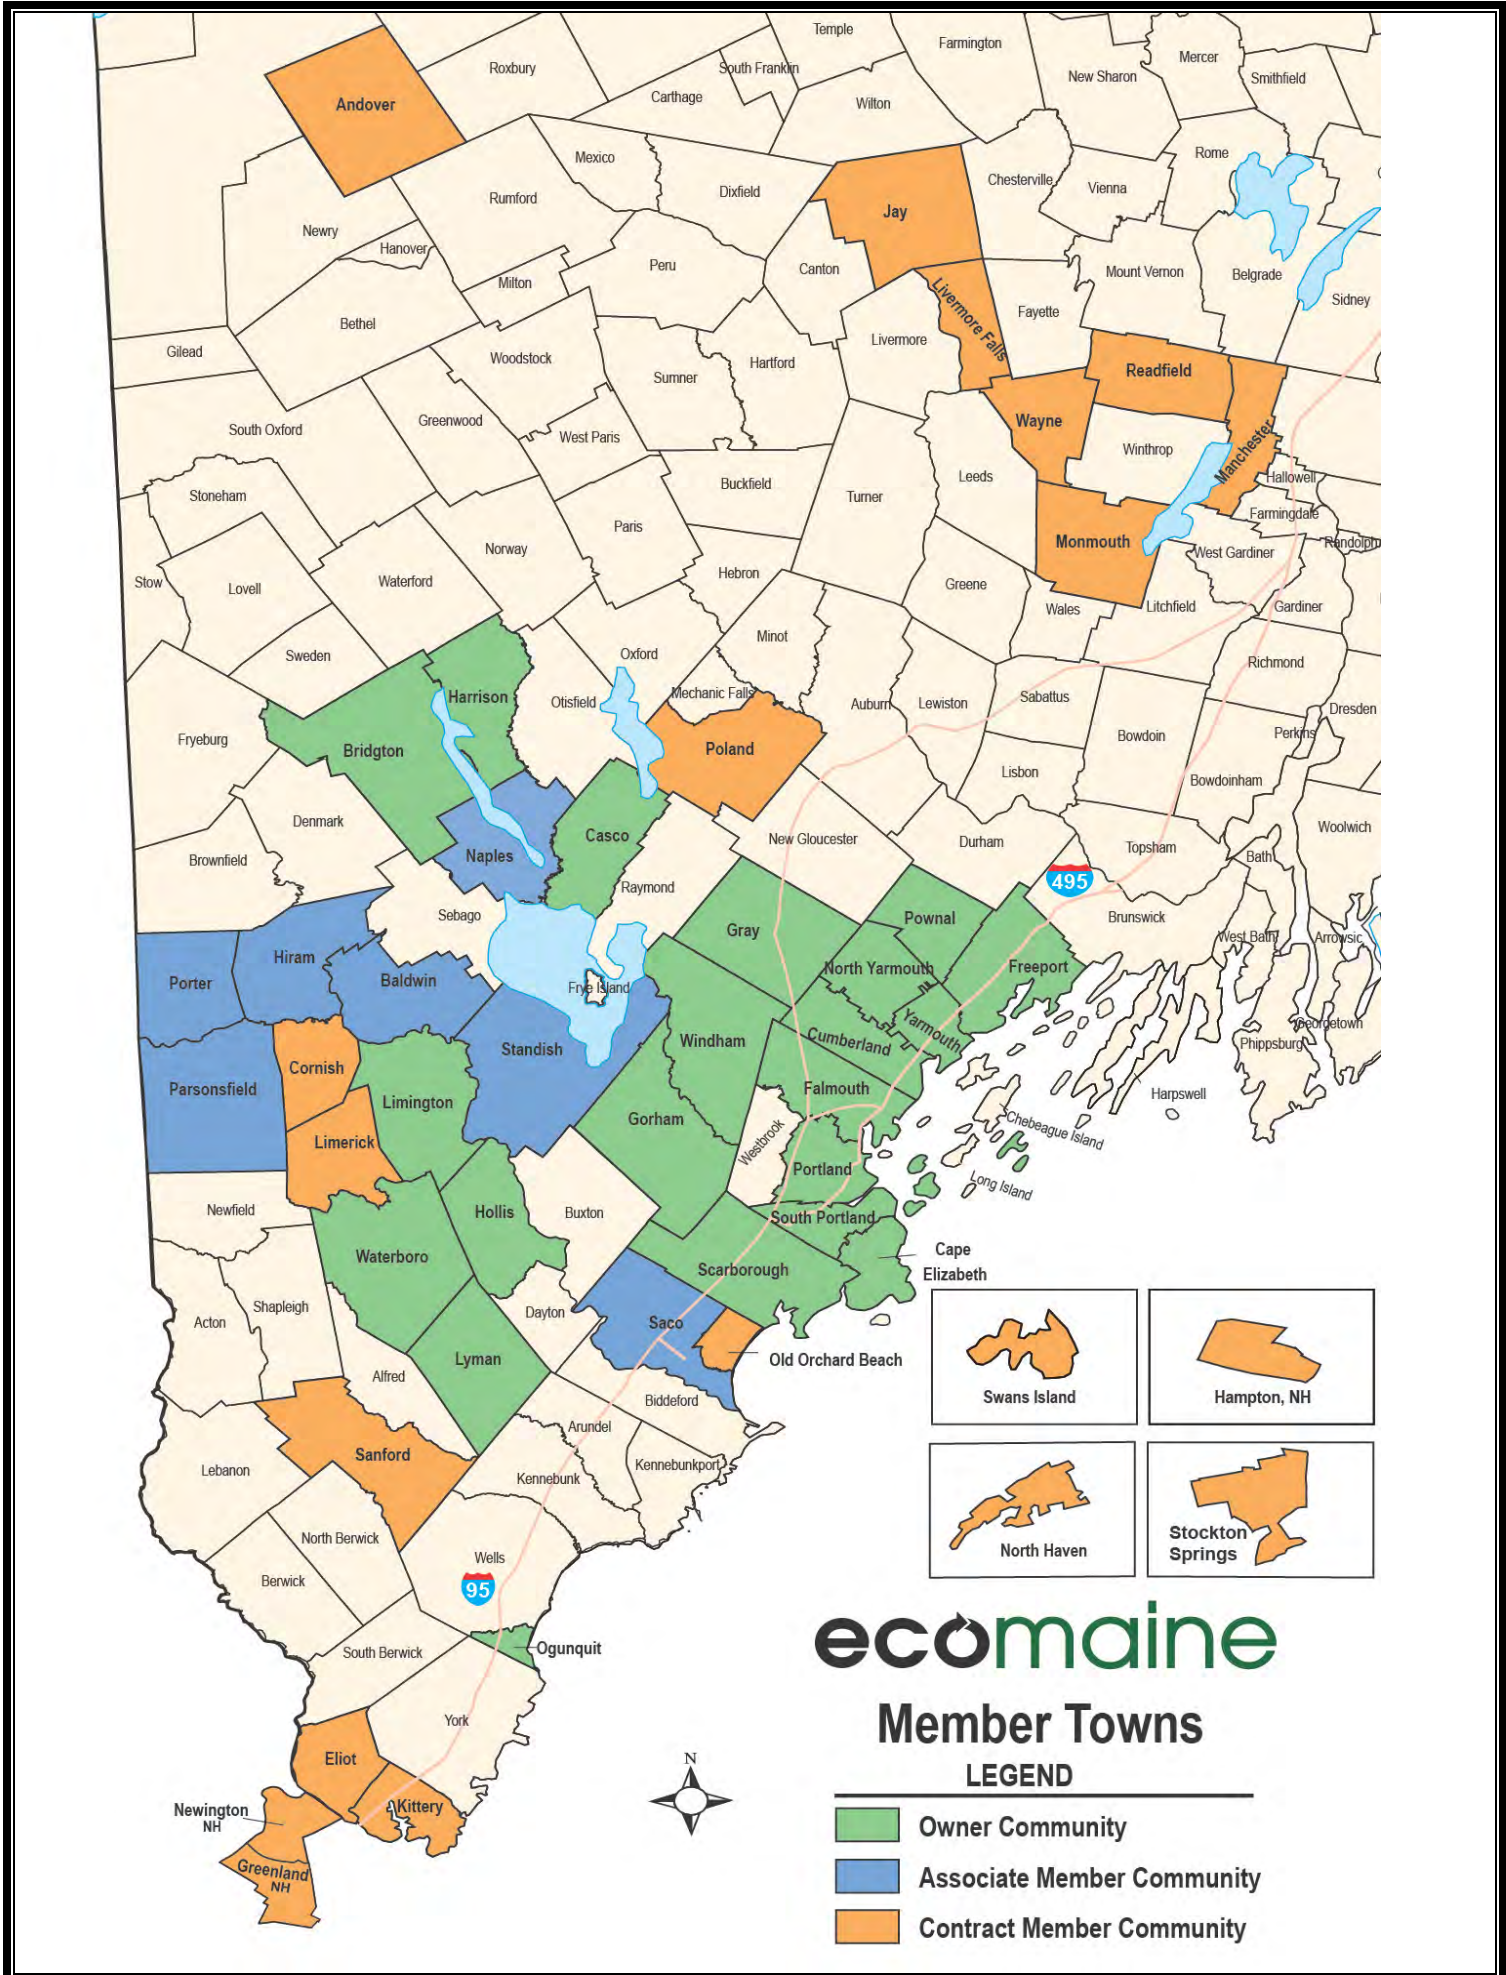 Temple
Farmington
Mercer
Roxbury
South Franklin
New Sharon
Smithfield
Carthage
Wilton
Andover
Mexico
Rome
Dixfield
Chesterville
Vienna
Rumford
Jay
Newry
Hanover
Peru
Canton
Mount Vernon
Belgrade
Milton
Sidney
Livermore Falls
Fayette
Bethel
Livermore
Gilead
Woodstock
Hartford
Sumner
Readfield
Greenwood
Wayne
South Oxford
West Paris
Winthrop
Manchester
Leeds
Hallowell
Buckfield
Stoneham
Turner
Farmingdale
Paris
Monmouth
Randolph
Norway
West Gardiner
Hebron
Stow
Lovell
Waterford
Greene
Wales
Litchfield
Gardiner
Minot
Sweden
Oxford
Richmond
Harrison
Otisfield
Mechanic Falls
Auburn
Lewiston
Sabattus
Dresden
Fryeburg
Bridgton
Poland
Bowdoin
Perkins
Lisbon
Bowdoinham
Denmark
Casco
New Gloucester
Durham
Topsham
Woolwich
Brownfield
Naples
Bath
495
Raymond
Sebago
Gray
Pownal
Brunswick
West Bath
Arrowsic
Hiram
North Yarmouth
Freeport
Porter
Baldwin
Frye Island
Georgetown
Standish
Windham
Cumberland
Yarmouth
Phippsburg
Cornish
Parsonsfield
Limington
Falmouth
Harpswell
Gorham
Chebeague Island
Limerick
Westbrook
Portland
Long Island
Newfield
Hollis
Buxton
South Portland
Waterboro
Cape
Elizabeth
Scarborough
Shapleigh
Acton
Dayton
Saco
Lyman
Old Orchard Beach
Alfred
Swans Island
Hampton, NH
Biddeford
Arundel
Sanford
Lebanon
Kennebunk
Kennebunkport
North Berwick
Stockton
Springs
North Haven
Wells
Berwick
95
ecomaine
South Berwick
Ogunquit
York
Member Towns
Eliot
N
LEGEND
Newington
NH
Kittery
Owner Community
Greenland
NH
Associate Member Community
Contract Member Community